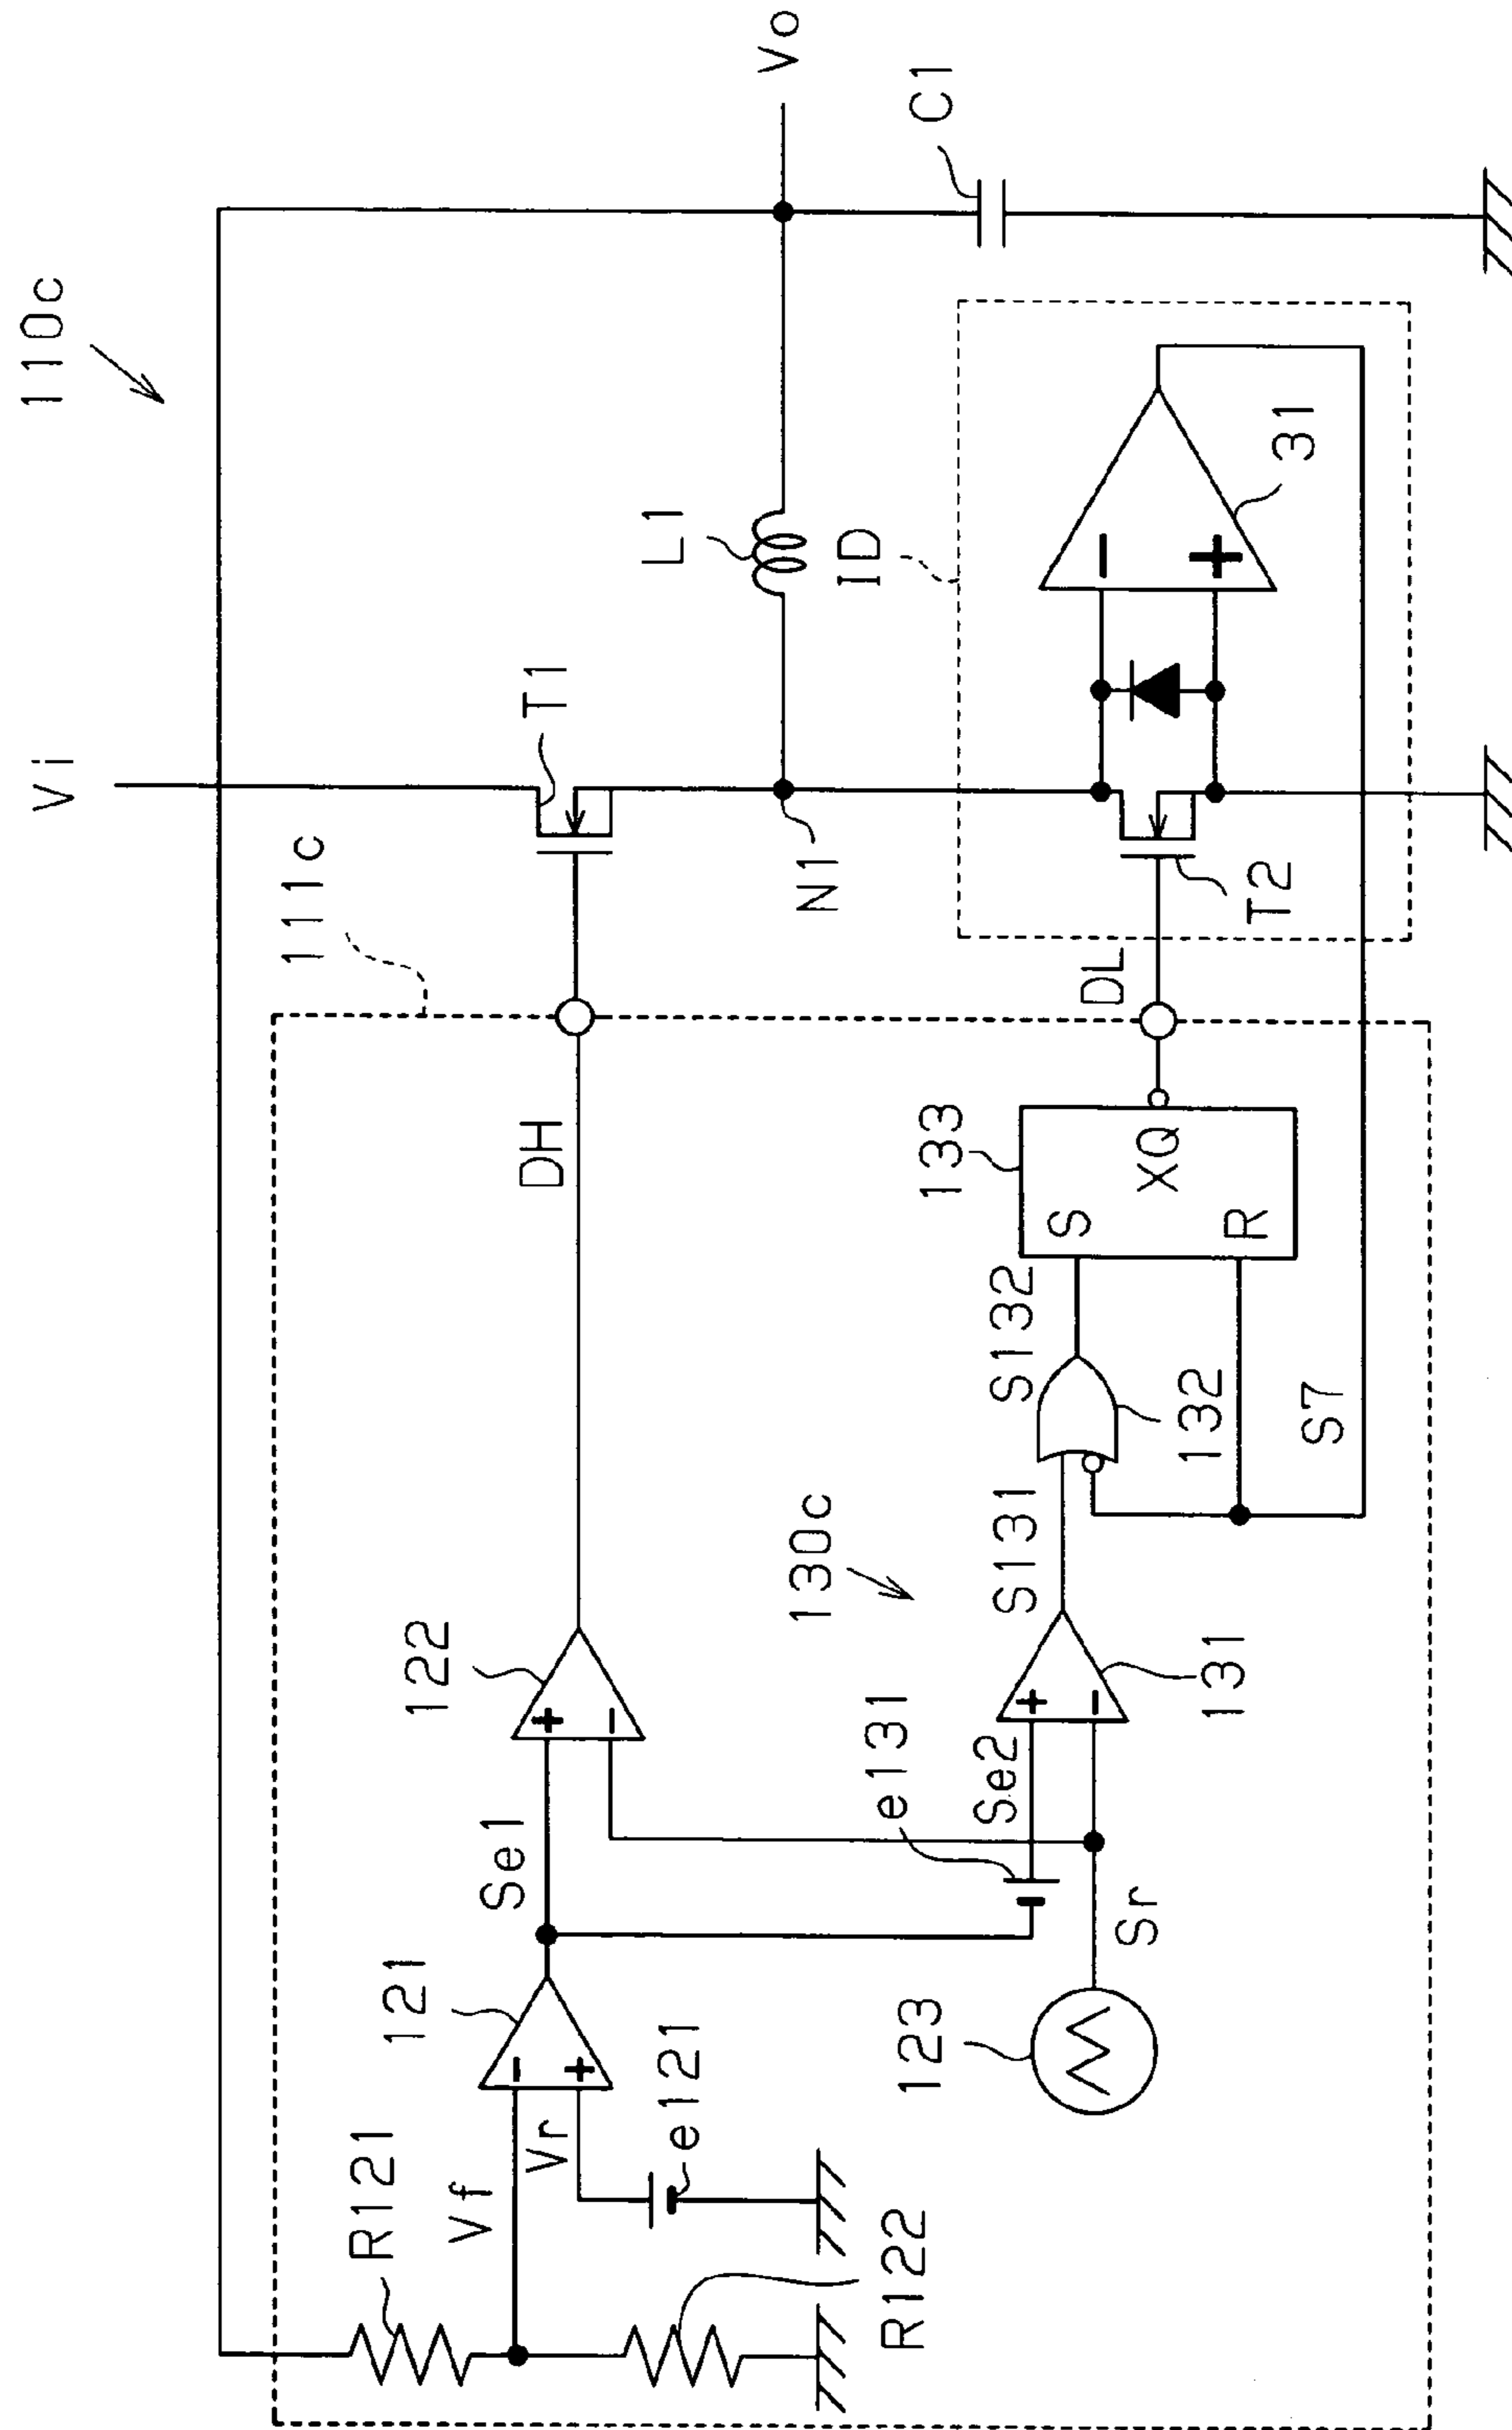 110c
Vi
Vo
111c
T1
L1
C1
N1
ID
31
T2
DH
DL
122
121
Se1
R121
Vf
Vr
e121
R122
123
Sr
e131
Se2
130c
131
S131
132
S132
133
S
XQ
R
S7
+
-
+
-
+
-
+
-